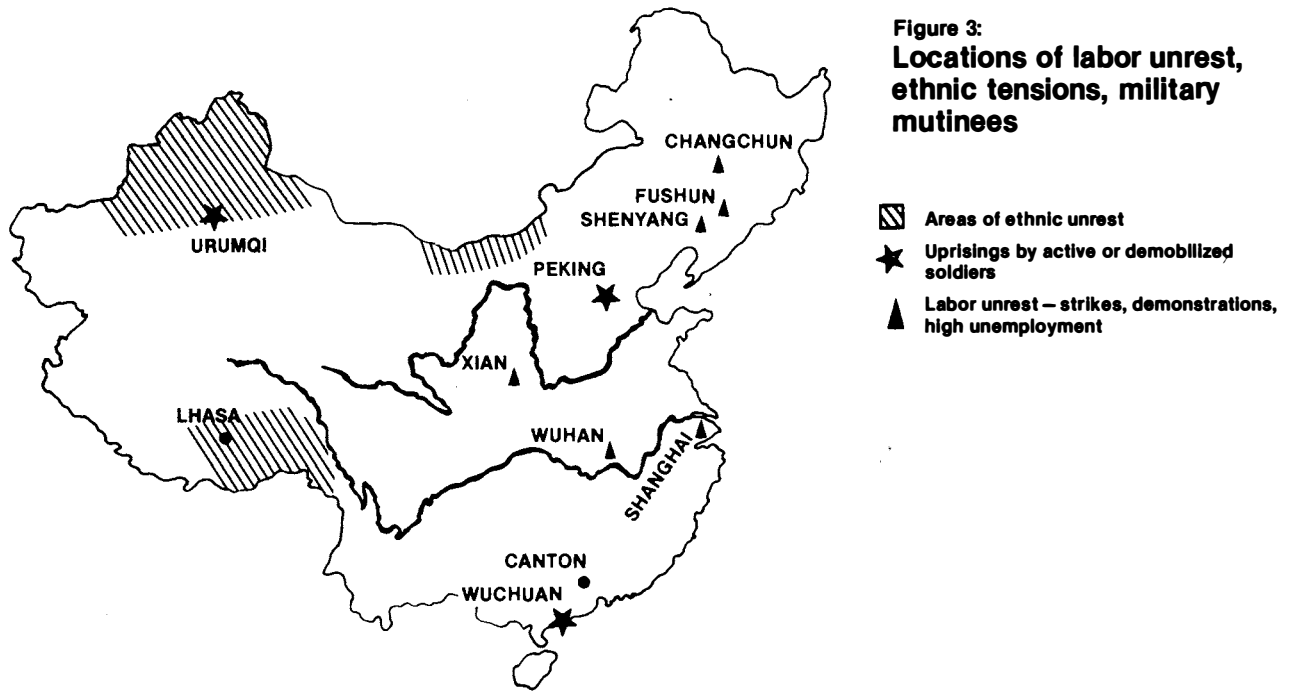 Figure 3:
Locations of labor unrest,
ethnic tensions, military
mutinees
Areas of ethnic unrest
Uprisings by active or demobilized
soldiers
Labor unrest – strikes, demonstrations,
high unemployment
CHANGCHUN
FUSHUN
SHENYANG
URUMQI
PEKING
XIAN
LHASA
WUHAN
SHANGHAI
CANTON
WUCHUAN